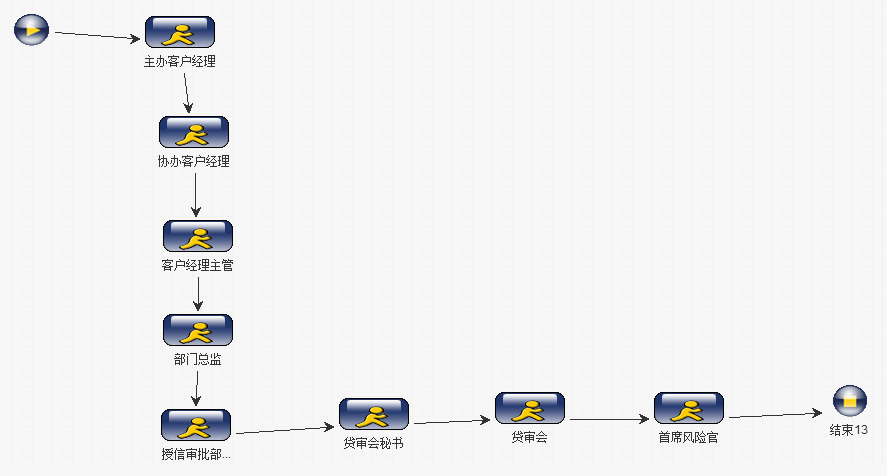 主办客户经理
协办客户经理
客户经理主管
部门总监
授信审批部...
贷审会秘书
贷审会
首席风险官
结束13